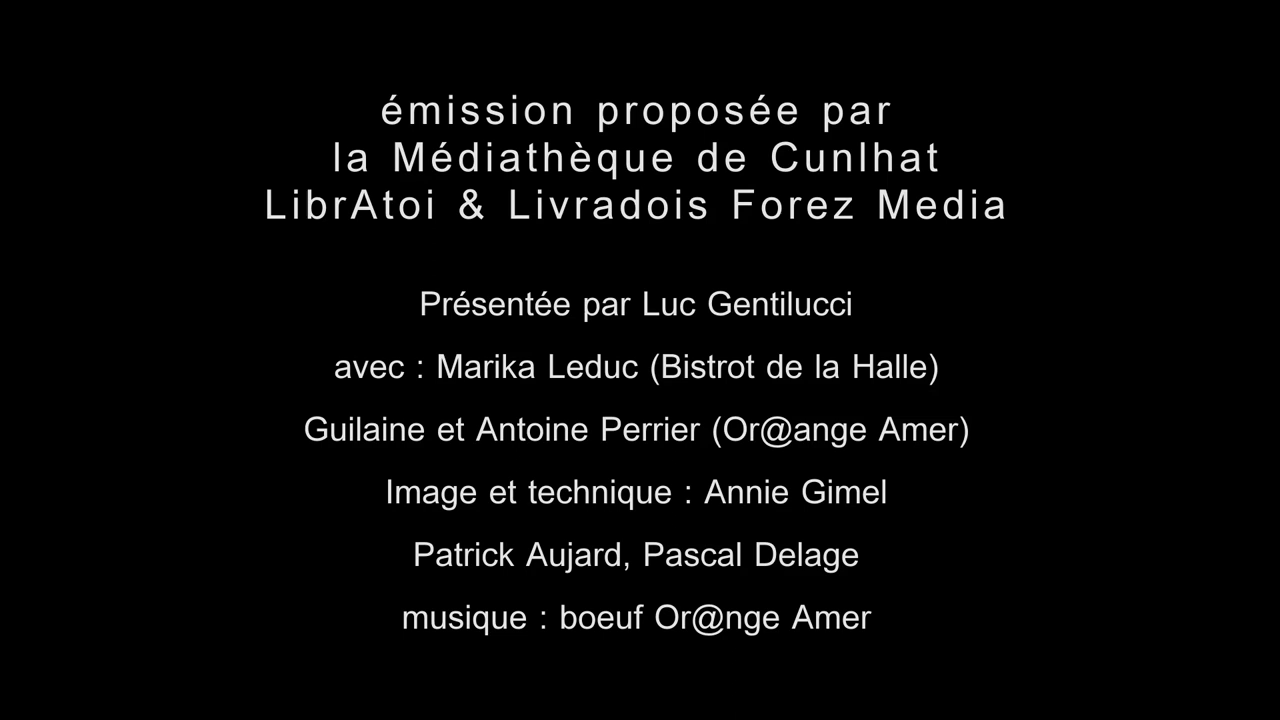 émission proposée par
la Médiathèque de Cunlhat
LibrAtoi & Livradois Forez Media
Présentée par Luc Gentilucci
avec : Marika Leduc (Bistrot de la Halle)
Guilaine et Antoine Perrier (Or@ange Amer)
Image et technique : Annie Gimel
Patrick Aujard, Pascal Delage
musique : boeuf Or@nge Amer